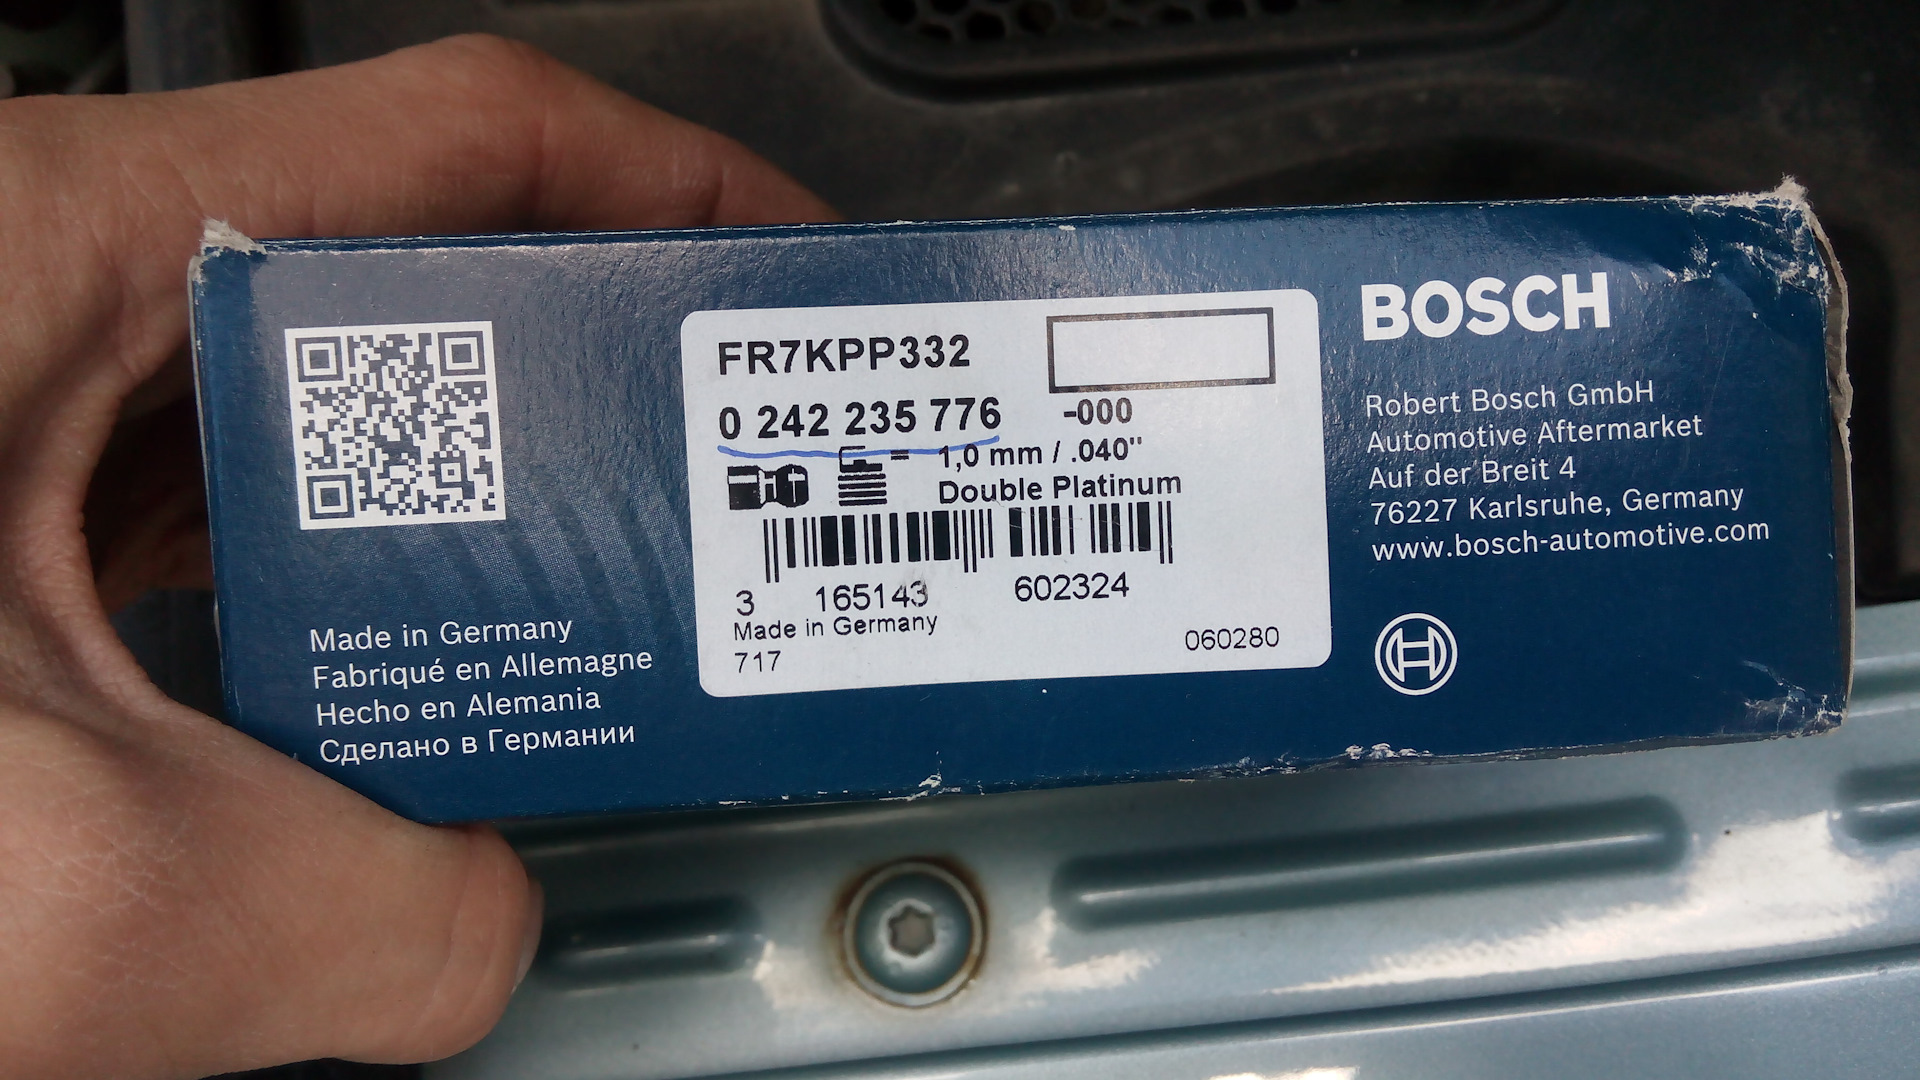 Made in Germany
Fabriqué en Allemagne
Hecho en Alemania
Сделано в Германии
FR7KPP332
0 242 235 776 -000
= 1,0 mm / .040"
Double Platinum
3 165143 602324
Made in Germany
717 060280
BOSCH
Robert Bosch GmbH
Automotive Aftermarket
Auf der Breit 4
76227 Karlsruhe, Germany
www.bosch-automotive.com